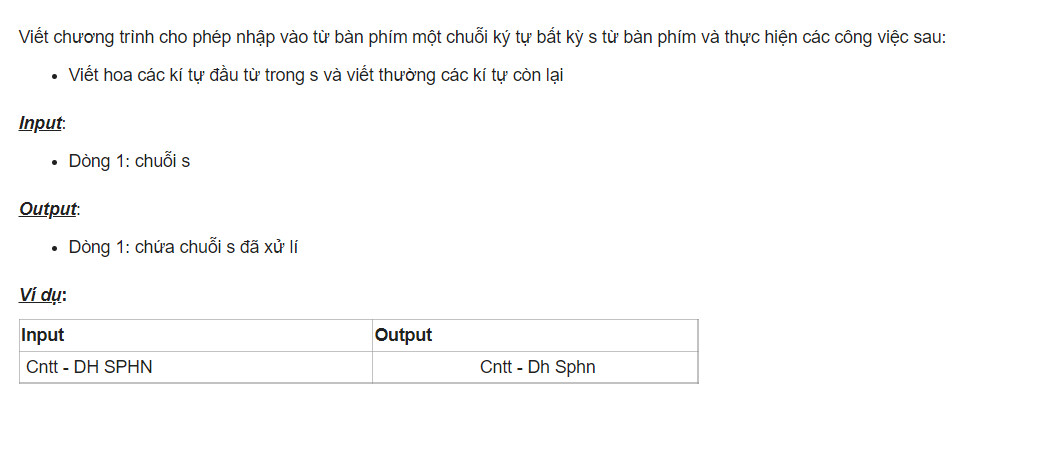 Viết chương trình cho phép nhập vào từ bàn phím một chuỗi ký tự bất kỳ s từ bàn phím và thực hiện các công việc sau:
• Viết hoa các kí tự đầu từ trong s và viết thường các kí tự còn lại
Input:
• Dòng 1: chuỗi s
Output:
• Dòng 1: chứa chuỗi s đã xử lí
Ví dụ:
Input Output
Cntt - DH SPHN Cntt - Dh Sphn